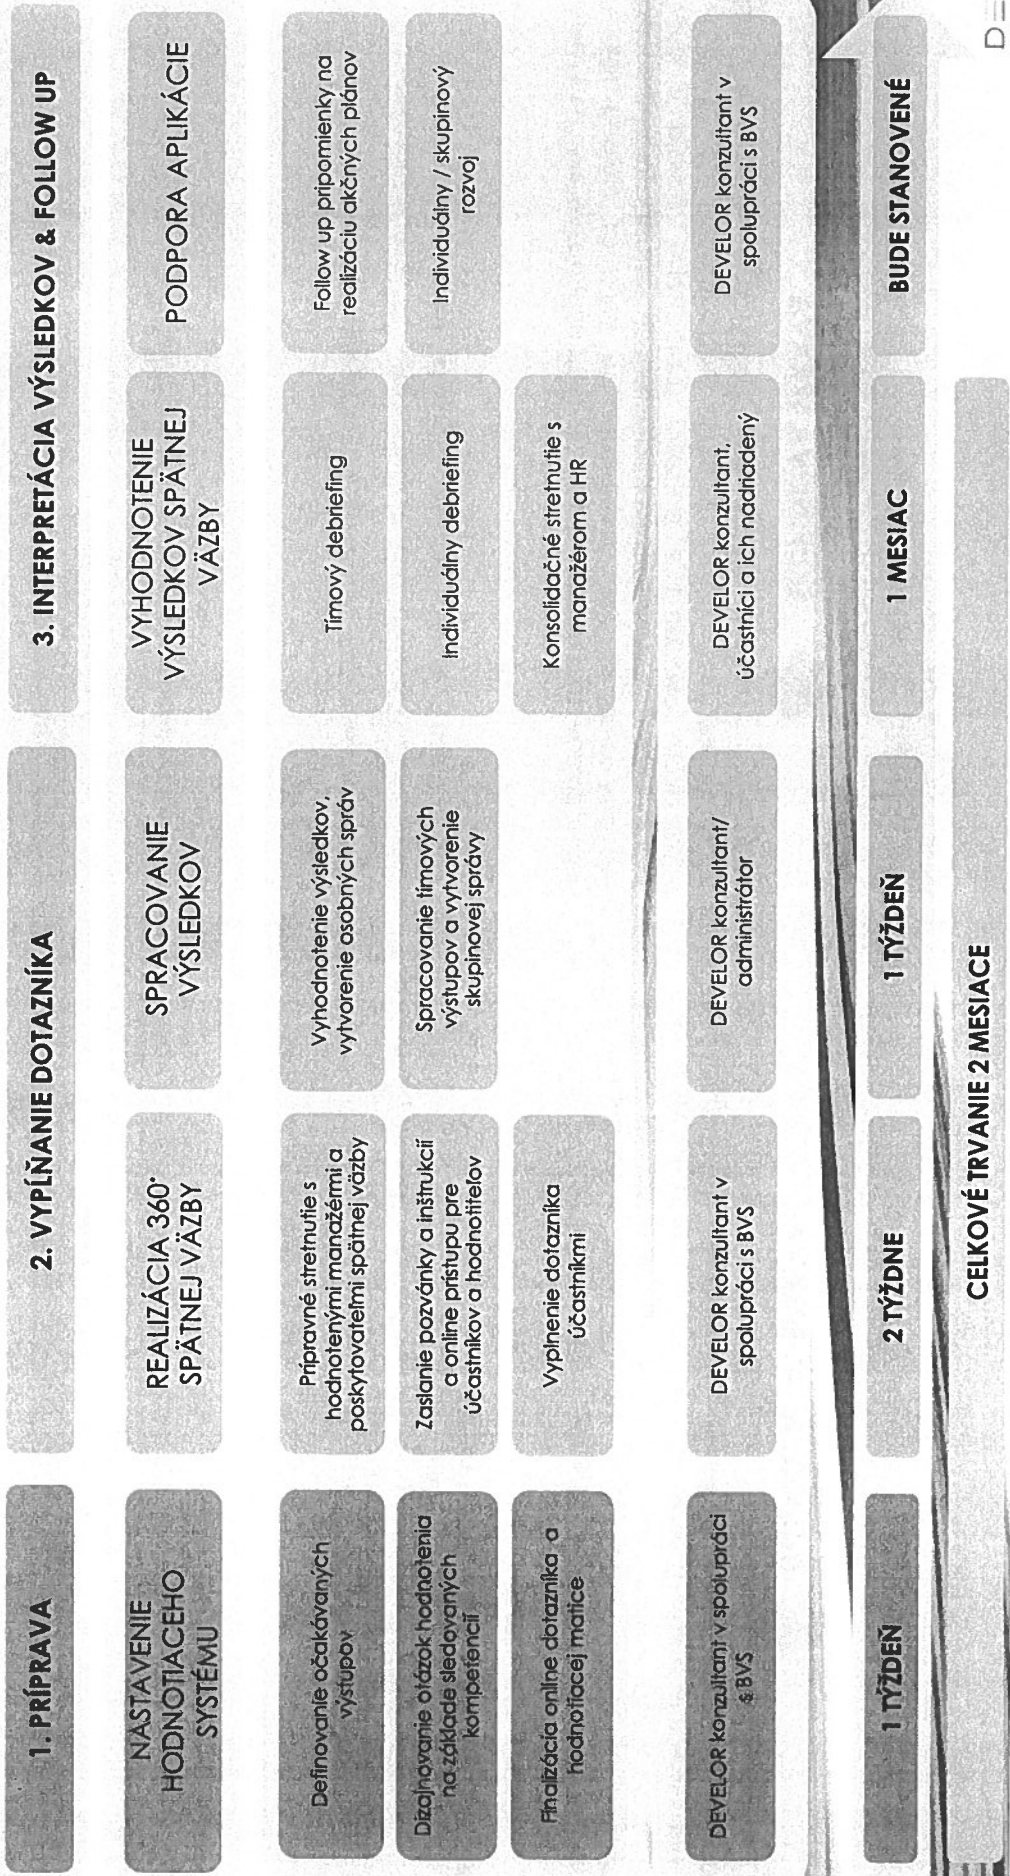 1. PRÍPRAVA
2. VYPĹŇANIE DOTAZNÍKA
3. INTERPRETÁCIA VÝSLEDKOV & FOLLOW UP
NASTAVENIE
HODNOTIACEHO
SYSTÉMU
REALIZÁCIA 360°
SPÄTNEJ VÄZBY
SPRACOVANIE
VÝSLEDKOV
VYHODNOTENIE
VÝSLEDKOV SPÄTNEJ
VÄZBY
PODPORA APLIKÁCIE
Definovanie očakávaných
výstupov
Prípravné stretnutie s
hodnotenými manažérmi a
poskytovateľmi spätnej väzby
Vyhodnotenie výsledkov,
vytvorenie osobných správ
Tímový debriefing
Follow up pripomienky na
realizáciu akčných plánov
Dizajnovanie otázok hodnotenia
na základe sledovaných
kompetencií
Zaslanie pozvánky a inštrukcií
a online prístupu pre
účastníkov a hodnotiteľov
Spracovanie tímových
výstupov a vytvorenie
skupinovej správy
Individuálny debriefing
Individuálny / skupinový
rozvoj
Finalizácia online dotazníka a
hodnotiacej matice
Vyplnenie dotazníka
účastníkmi
Konsolidačné stretnutie s
manažérom a HR
DEVELOR konzultant v spolupráci
s BVS
DEVELOR konzultant v
spolupráci s BVS
DEVELOR konzultant/
administrátor
DEVELOR konzultant,
účastníci a ich nadriadený
DEVELOR konzultant v
spolupráci s BVS
1 TÝŽDEŇ
2 TÝŽDNE
1 TÝŽDEŇ
1 MESIAC
BUDE STANOVENÉ
CELKOVÉ TRVANIE 2 MESIACE